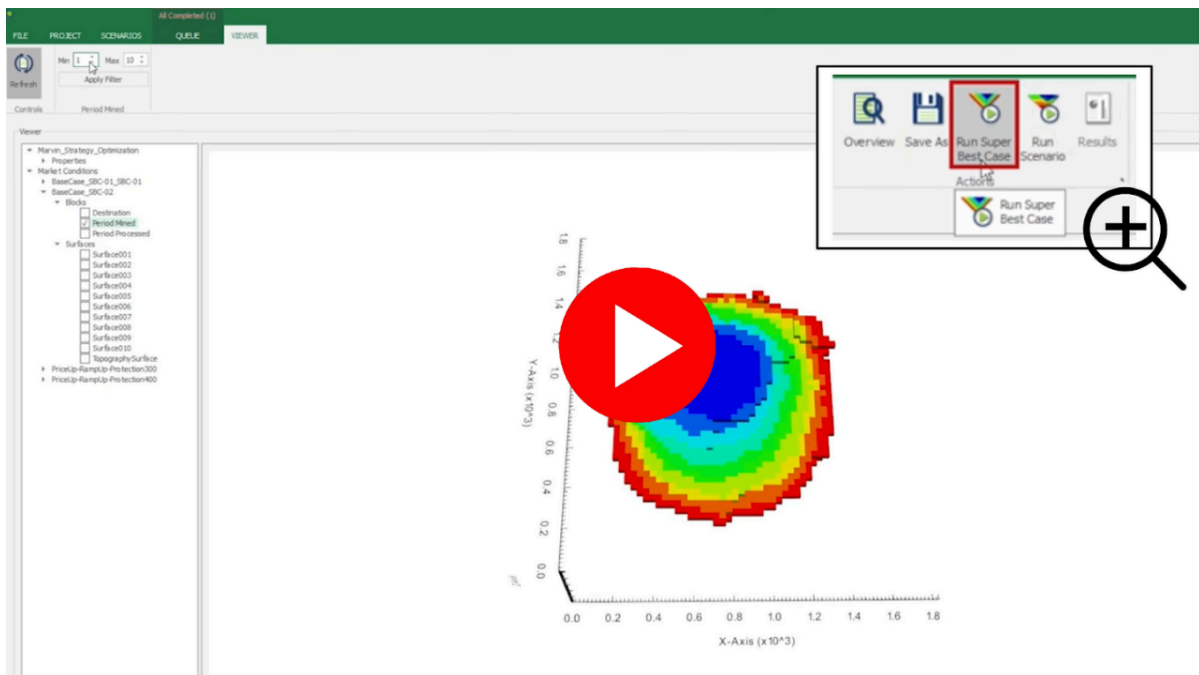 All Completed (1)
FILE PROJECT SCENARIOS QUEUE VIEWER
Min 1 Max 10
Refresh
Apply Filter
Controls Period Mined
Viewer
Marvin_Strategy_Optimization
Properties
Market Conditions
BaseCase_SBC-01_SBC-01
BaseCase_SBC-02
Blocks
Destination
Period Mined
Period Processed
Surfaces
Surface001
Surface002
Surface003
Surface004
Surface005
Surface006
Surface007
Surface008
Surface009
Surface010
TopographySurface
PriceUp-RampUp-Protection300
PriceUp-RampUp-Protection400
Overview Save As Run Super Best Case Run Scenario Results
Actions
Run Super
Best Case
1.8
1.6
1.4
1.2
1.0
0.8
0.6
0.4
0.2
0.0
Y-Axis (x10^3)
0.0 0.2 0.4 0.6 0.8 1.0 1.2 1.4 1.6 1.8
X-Axis (x10^3)